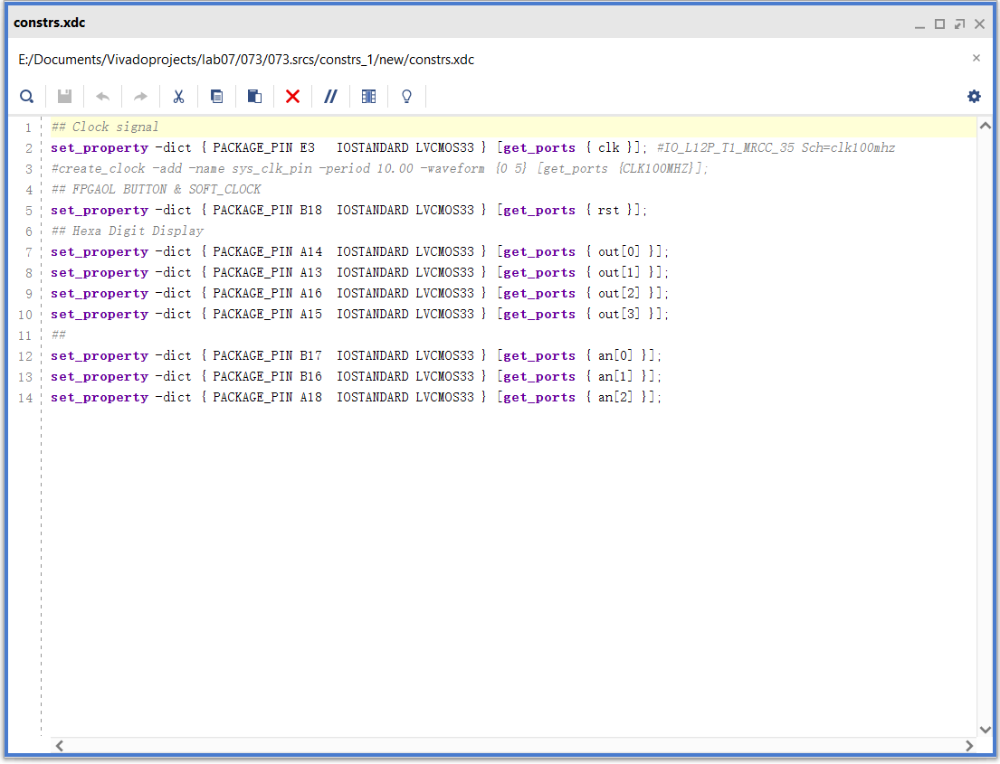 constrs.xdc
E:/Documents/Vivadoprojects/lab07/073/073.srcs/constrs_1/new/constrs.xdc
1 ## Clock signal
2 set_property -dict { PACKAGE_PIN E3   IOSTANDARD LVCMOS33 } [get_ports { clk }]; #IO_L12P_T1_MRCC_35 Sch=clk100mhz
3 #create_clock -add -name sys_clk_pin -period 10.00 -waveform {0 5} [get_ports {CLK100MHZ}];
4 ## FPGAOL BUTTON & SOFT_CLOCK
5 set_property -dict { PACKAGE_PIN B18  IOSTANDARD LVCMOS33 } [get_ports { rst }];
6 ## Hexa Digit Display
7 set_property -dict { PACKAGE_PIN A14  IOSTANDARD LVCMOS33 } [get_ports { out[0] }];
8 set_property -dict { PACKAGE_PIN A13  IOSTANDARD LVCMOS33 } [get_ports { out[1] }];
9 set_property -dict { PACKAGE_PIN A16  IOSTANDARD LVCMOS33 } [get_ports { out[2] }];
10 set_property -dict { PACKAGE_PIN A15  IOSTANDARD LVCMOS33 } [get_ports { out[3] }];
11 ##
12 set_property -dict { PACKAGE_PIN B17  IOSTANDARD LVCMOS33 } [get_ports { an[0] }];
13 set_property -dict { PACKAGE_PIN B16  IOSTANDARD LVCMOS33 } [get_ports { an[1] }];
14 set_property -dict { PACKAGE_PIN A18  IOSTANDARD LVCMOS33 } [get_ports { an[2] }];